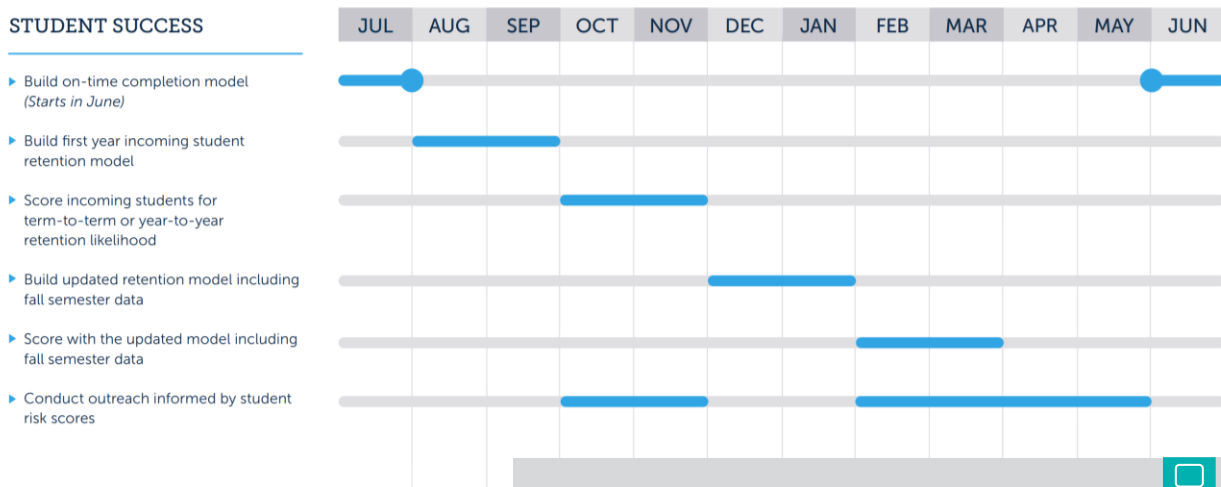 STUDENT SUCCESS
JUL AUG SEP OCT NOV DEC JAN FEB MAR APR MAY JUN
Build on-time completion model
(Starts in June)
Build first year incoming student
retention model
Score incoming students for
term-to-term or year-to-year
retention likelihood
Build updated retention model including
fall semester data
Score with the updated model including
fall semester data
Conduct outreach informed by student
risk scores